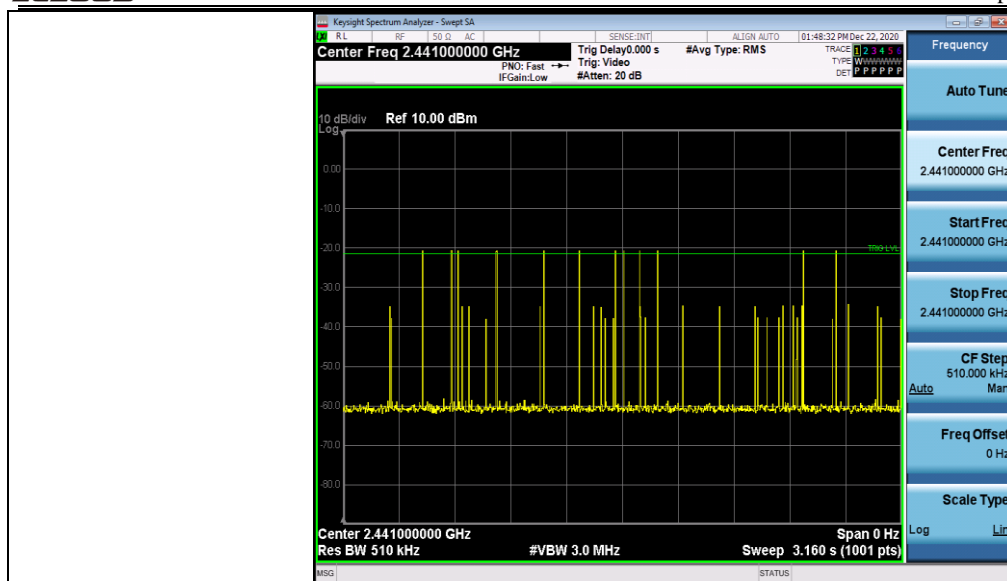 Keysight Spectrum Analyzer - Swept SA
RL RF 50 Ω AC SENSE:INT ALIGN AUTO 01:48:32 PM Dec 22, 2020
Center Freq 2.441000000 GHz
PNO: Fast
IFGain:Low
Trig Delay0.000 s
Trig: Video
#Atten: 20 dB
#Avg Type: RMS
TRACE 1 2 3 4 5 6
TYPE WWWWWW
DET P P P P P P
10 dB/div Ref 10.00 dBm
Log
0.00
-10.0
-20.0
TRIG LVL
-30.0
-40.0
-50.0
-60.0
-70.0
-80.0
Center 2.441000000 GHz Span 0 Hz
Res BW 510 kHz #VBW 3.0 MHz Sweep 3.160 s (1001 pts)
MSG STATUS
Frequency
Auto Tune
Center Freq
2.441000000 GHz
Start Freq
2.441000000 GHz
Stop Freq
2.441000000 GHz
CF Step
510.000 kHz
Auto Man
Freq Offset
0 Hz
Scale Type
Log Lin